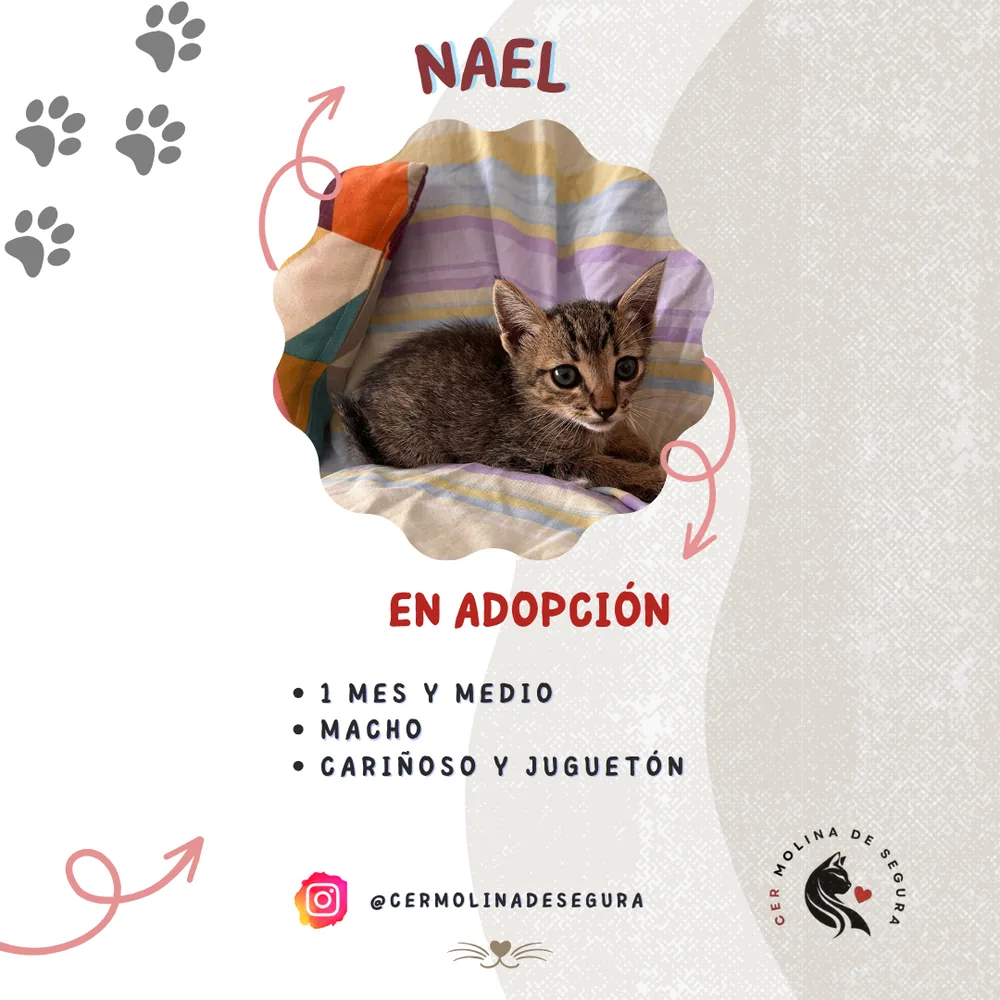 NAEL
EN ADOPCIÓN
• 1 MES Y MEDIO
• MACHO
• CARIÑOSO Y JUGUETÓN
@CERMOLINADESEGURA
CER MOLINA DE SEGURA